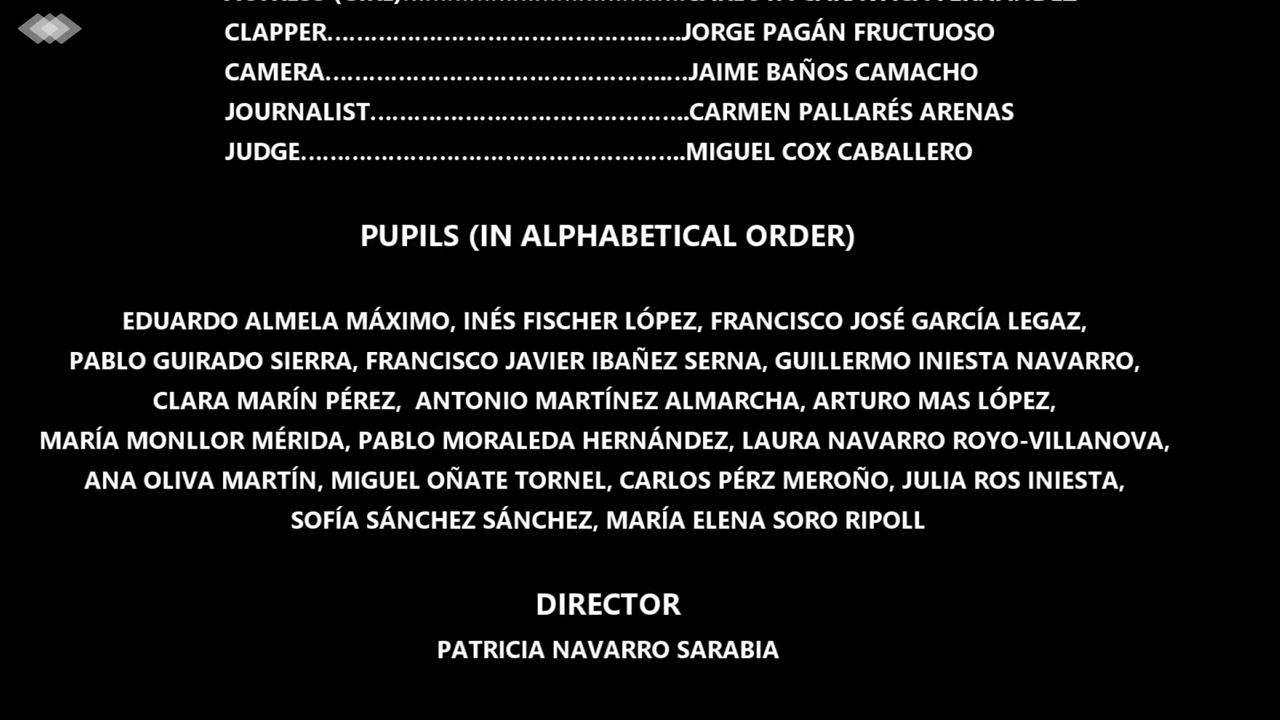 CLAPPER……………………………………..…..JORGE PAGÁN FRUCTUOSO
CAMERA………………………………………..…JAIME BAÑOS CAMACHO
JOURNALIST……………………………………..CARMEN PALLARÉS ARENAS
JUDGE……………………………………………..MIGUEL COX CABALLERO
PUPILS (IN ALPHABETICAL ORDER)
EDUARDO ALMELA MÁXIMO, INÉS FISCHER LÓPEZ, FRANCISCO JOSÉ GARCÍA LEGAZ,
PABLO GUIRADO SIERRA, FRANCISCO JAVIER IBAÑEZ SERNA, GUILLERMO INIESTA NAVARRO,
CLARA MARÍN PÉREZ,  ANTONIO MARTÍNEZ ALMARCHA, ARTURO MAS LÓPEZ,
MARÍA MONLLOR MÉRIDA, PABLO MORALEDA HERNÁNDEZ, LAURA NAVARRO ROYO-VILLANOVA,
ANA OLIVA MARTÍN, MIGUEL OÑATE TORNEL, CARLOS PÉRZ MEROÑO, JULIA ROS INIESTA,
SOFÍA SÁNCHEZ SÁNCHEZ, MARÍA ELENA SORO RIPOLL
DIRECTOR
PATRICIA NAVARRO SARABIA